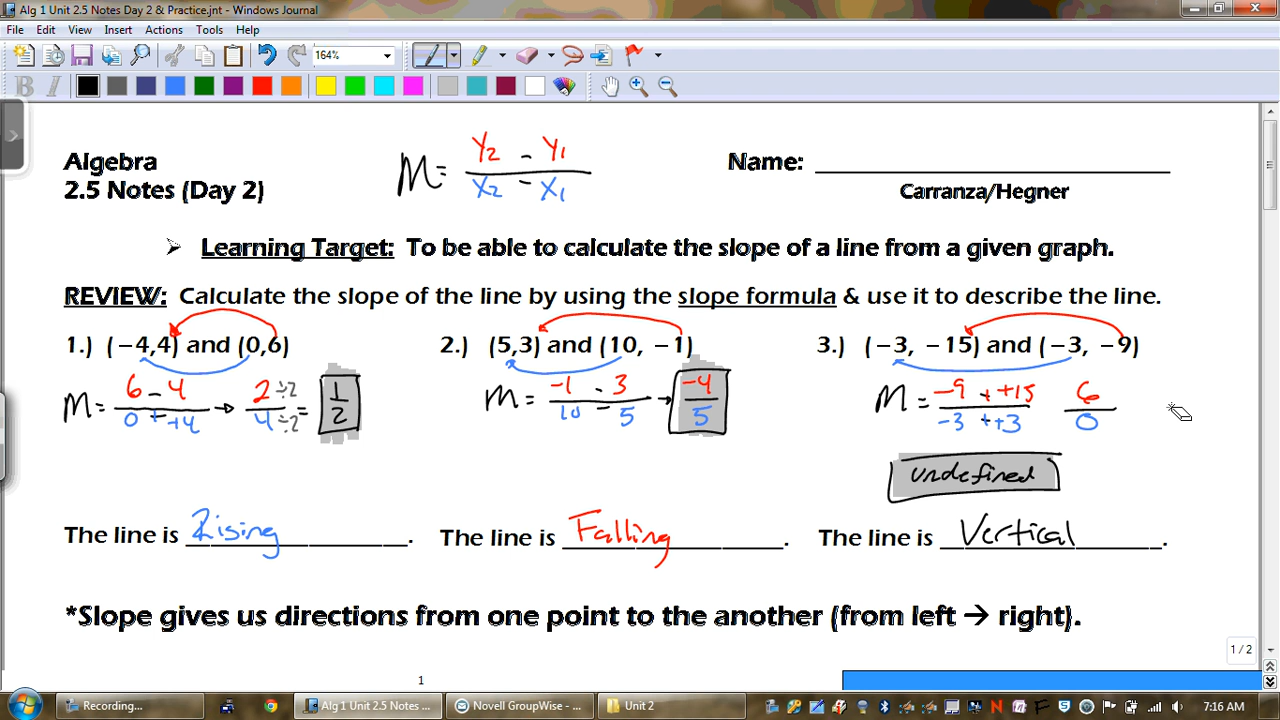 Alg 1 Unit 2.5 Notes Day 2 & Practice.jnt - Windows Journal
File Edit View Insert Actions Tools Help
164%
B I
Algebra
2.5 Notes (Day 2)
M = Y2 - Y1
X2 - X1
Name:
Carranza/Hegner
➢ Learning Target: To be able to calculate the slope of a line from a given graph.
REVIEW: Calculate the slope of the line by using the slope formula & use it to describe the line.
1.) (−4,4) and (0,6) 2.) (5,3) and (10, −1) 3.) (−3, −15) and (−3, −9)
M = 6 - 4 → 2 ÷2 = 1
0 + +4 4 ÷2 2
M = -1 - 3 → -4
10 - 5 5
M = -9 + +15 6
-3 + +3 0
undefined
The line is Rising. The line is Falling. The line is Vertical.
*Slope gives us directions from one point to the another (from left → right).
1
1 / 2
Recording... Alg 1 Unit 2.5 Notes ... Novell GroupWise - ... Unit 2 7:16 AM